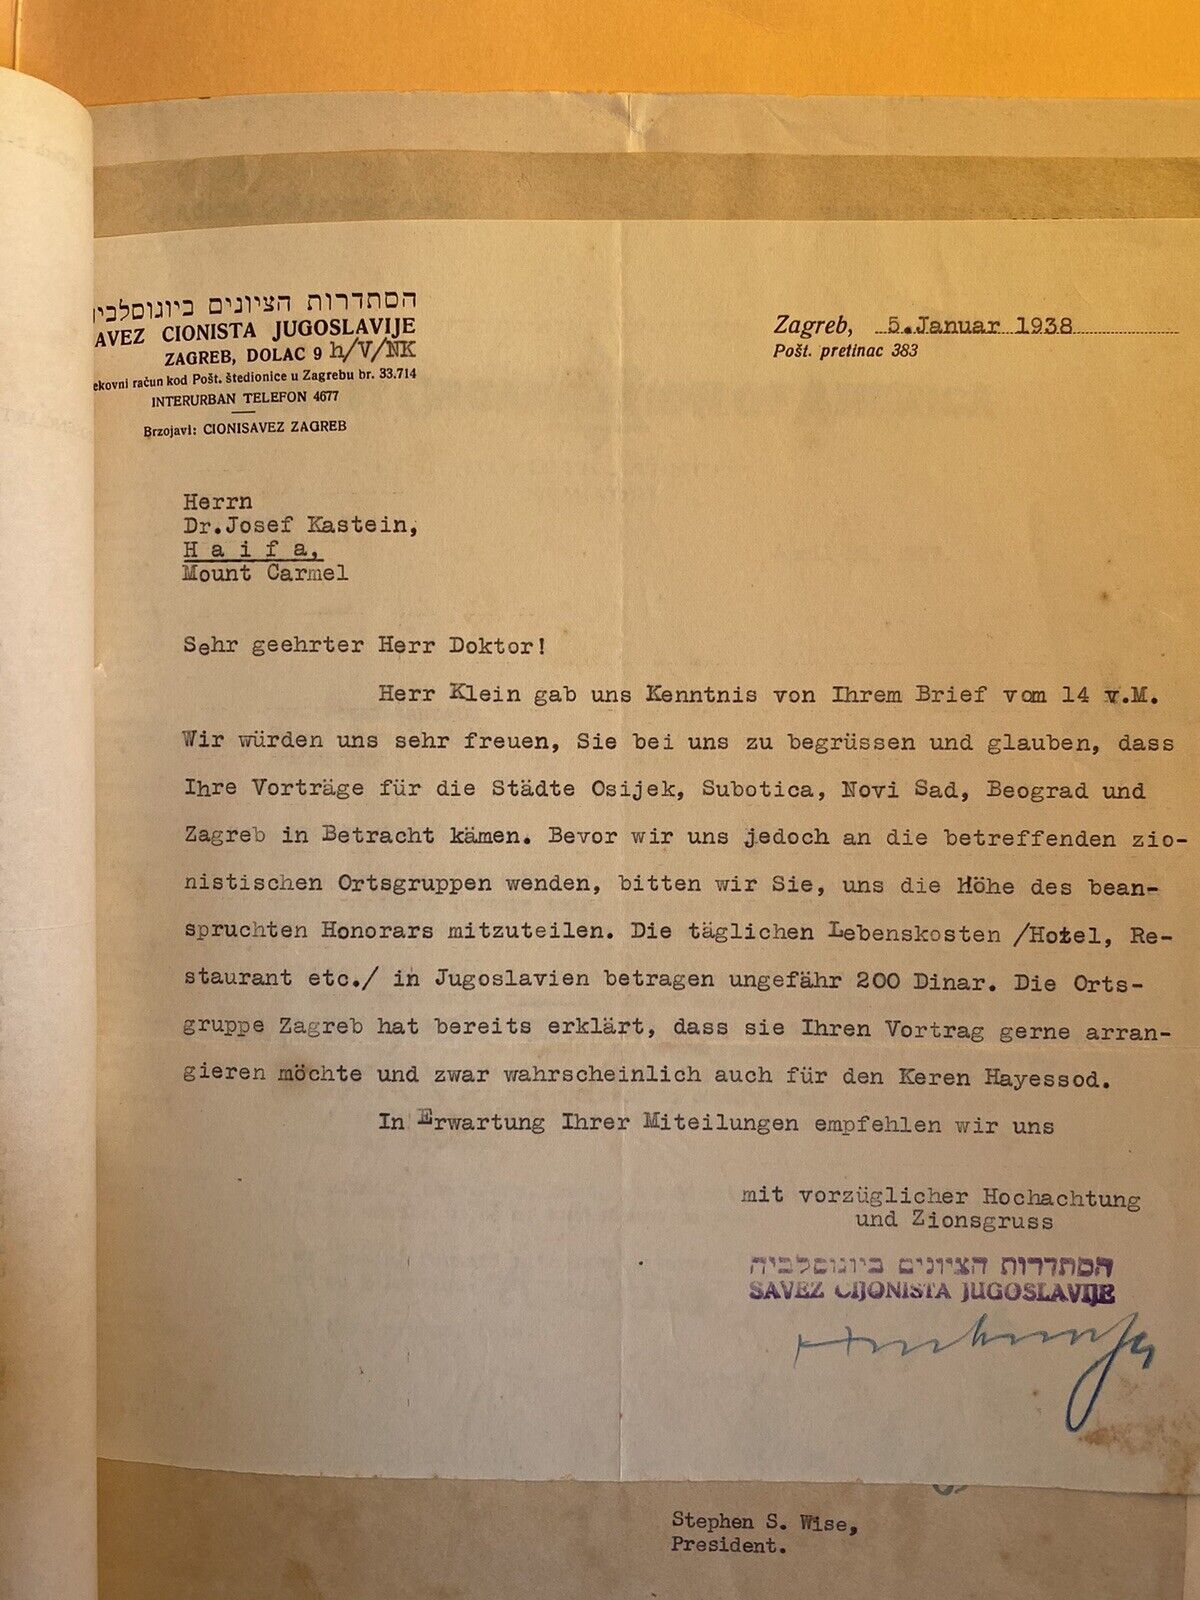 הסתדרות הציונים ביוגוסלביה
AVEZ CIONISTA JUGOSLAVIJE
ZAGREB, DOLAC 9 h/V/NK
ekovni račun kod Pošt. štedionice u Zagrebu br. 33.714
INTERURBAN TELEFON 4677
Brzojavi: CIONISAVEZ ZAGREB
Zagreb, 5.Januar 1938
Pošt. pretinac 383
Herrn
Dr.Josef Kastein,
H a i f a,
Mount Carmel
Sehr geehrter Herr Doktor!
Herr Klein gab uns Kenntnis von Ihrem Brief vom 14 v.M.
Wir würden uns sehr freuen, Sie bei uns zu begrüssen und glauben, dass
Ihre Vorträge für die Städte Osijek, Subotica, Novi Sad, Beograd und
Zagreb in Betracht kämen. Bevor wir uns jedoch an die betreffenden zio-
nistischen Ortsgruppen wenden, bitten wir Sie, uns die Höhe des bean-
spruchten Honorars mitzuteilen. Die täglichen Lebenskosten /Hotel, Re-
staurant etc./ in Jugoslavien betragen ungefähr 200 Dinar. Die Orts-
gruppe Zagreb hat bereits erklärt, dass sie Ihren Vortrag gerne arran-
gieren möchte und zwar wahrscheinlich auch für den Keren Hayessod.
In Erwartung Ihrer Miteilungen empfehlen wir uns
mit vorzüglicher Hochachtung
und Zionsgruss
הסתדרות הציונים ביוגוסלביה
SAVEZ CIJONISTA JUGOSLAVIJE
Stephen S. Wise,
President.